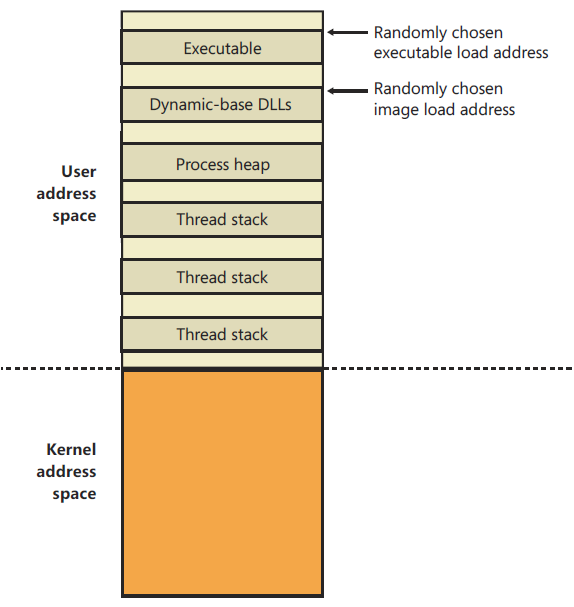 Randomly chosen
executable load address
Executable
Randomly chosen
image load address
Dynamic-base DLLs
Process heap
User
address
space
Thread stack
Thread stack
Thread stack
Kernel
address
space